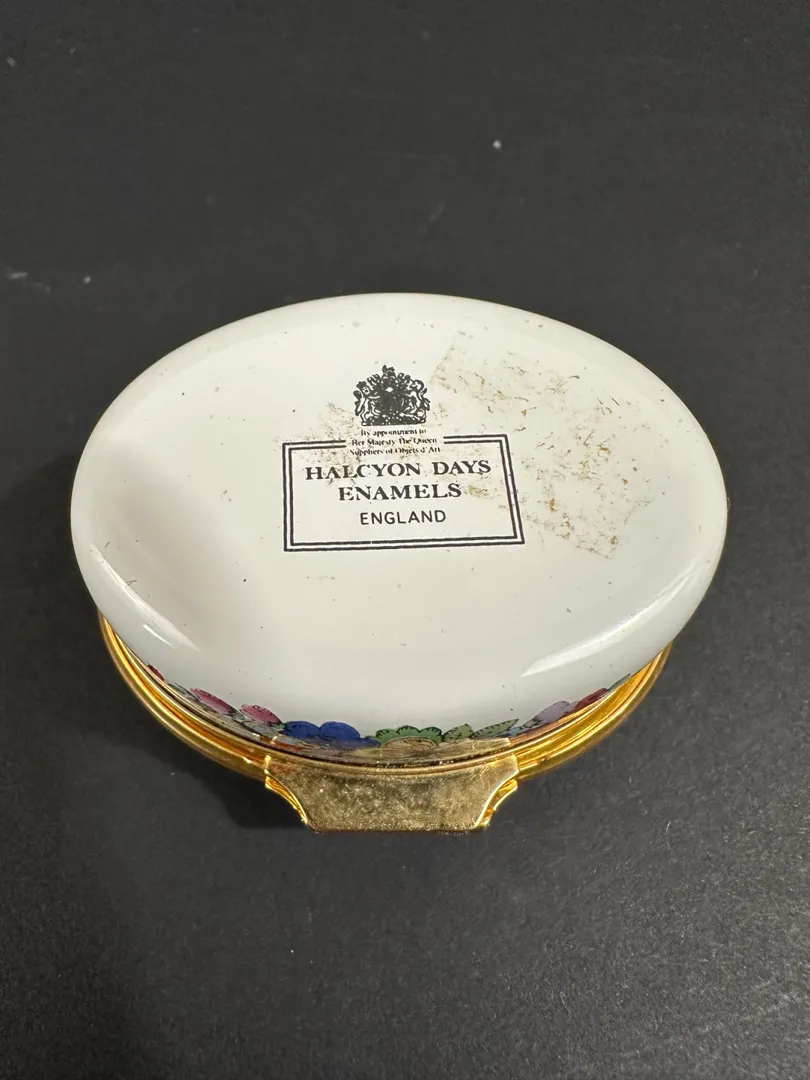 By appointment to
Her Majesty The Queen
Suppliers of Objets d'Art
HALCYON DAYS
ENAMELS
ENGLAND